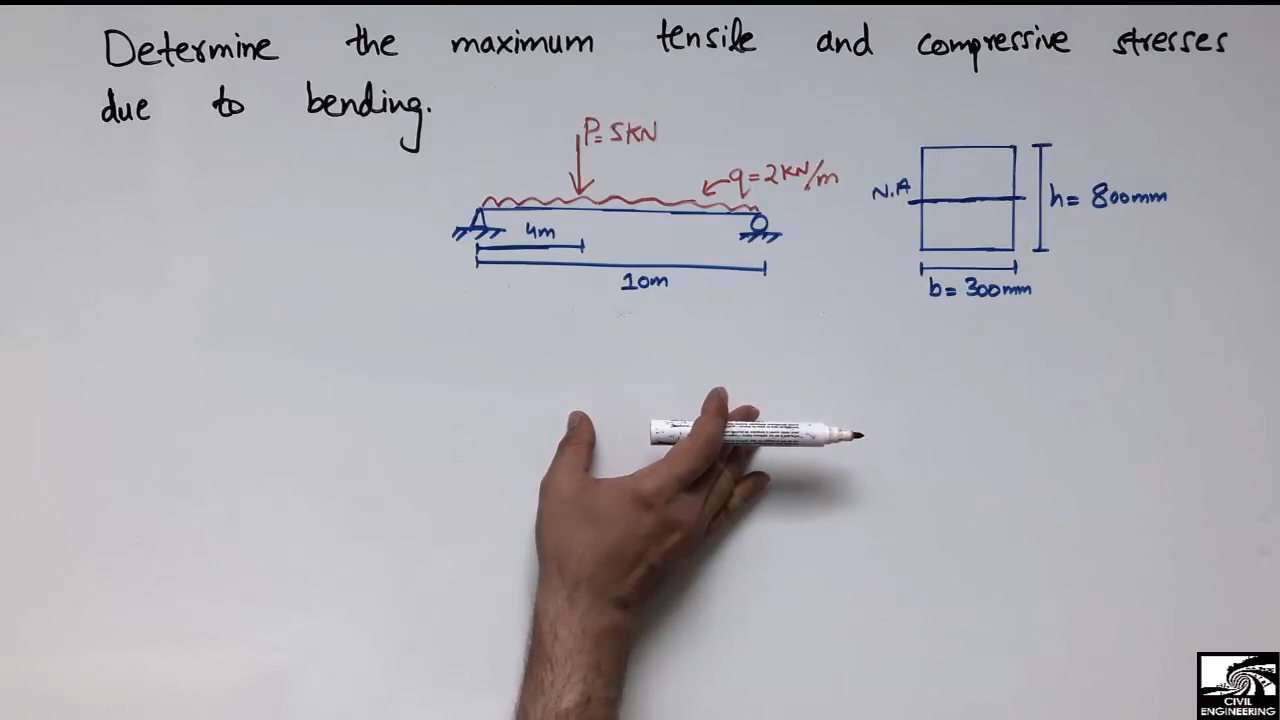 Determine the maximum tensile and compressive stresses
due to bending.
P=5KN
q=2KN/m
N.A
h= 800mm
4m
10m
b= 300mm
CIVIL
ENGINEERING